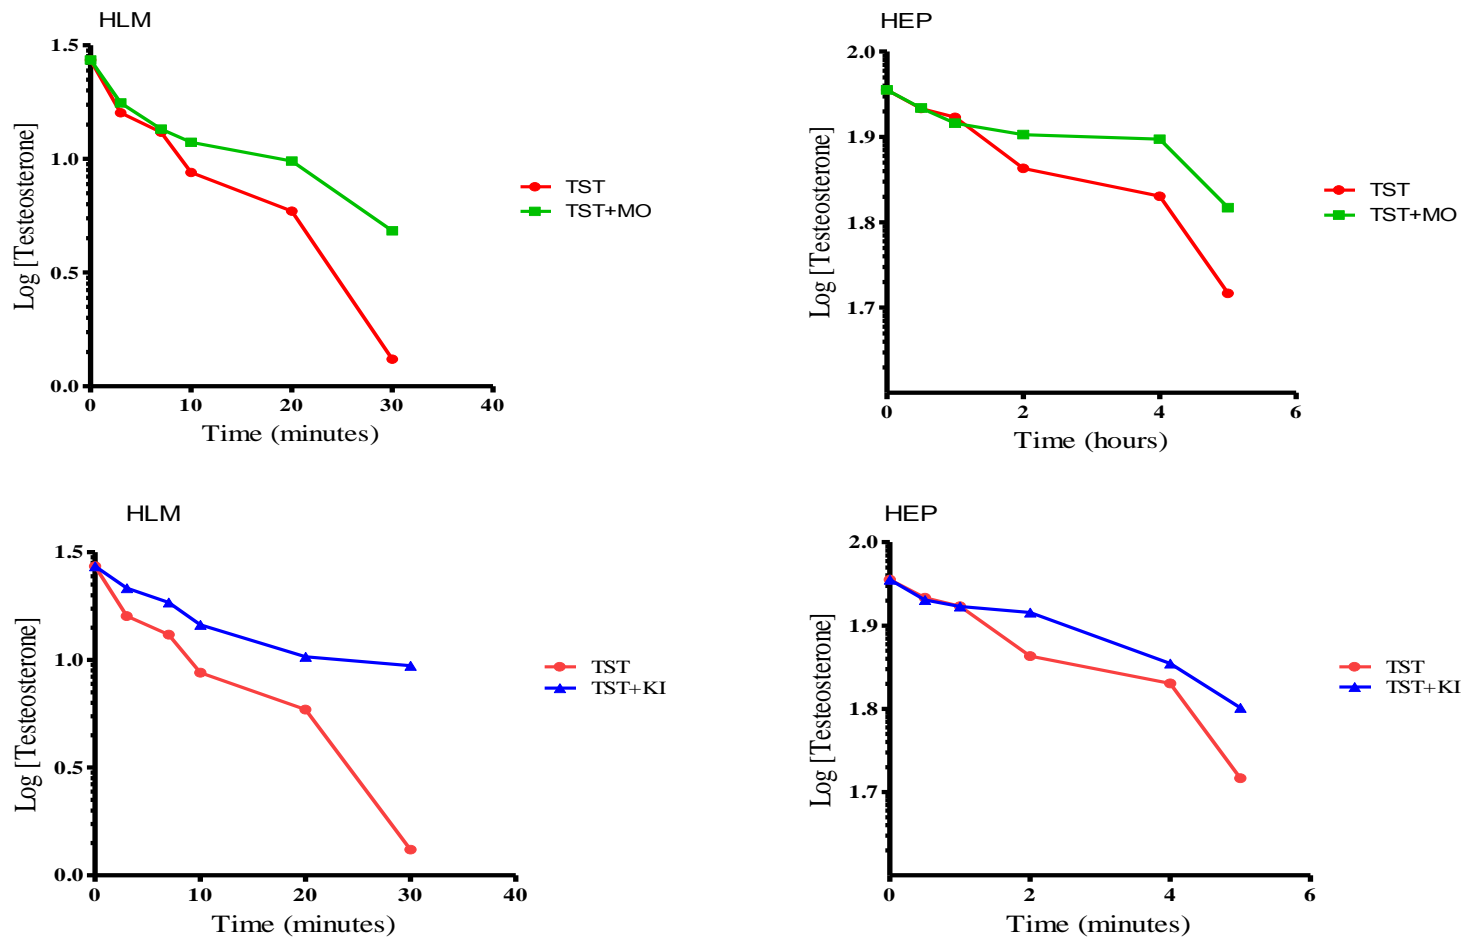 HLM
1.5
1.0
0.5
0.0
0 10 20 30 40
Time (minutes)
Log [Testeosterone]
TST
TST+MO
HEP
2.0
1.9
1.8
1.7
0 2 4 6
Time (hours)
Log [Testeosterone]
TST
TST+MO
HLM
1.5
1.0
0.5
0.0
0 10 20 30 40
Time (minutes)
Log [Testeosterone]
TST
TST+KI
HEP
2.0
1.9
1.8
1.7
0 2 4 6
Time (minutes)
Log [Testeosterone]
TST
TST+KI